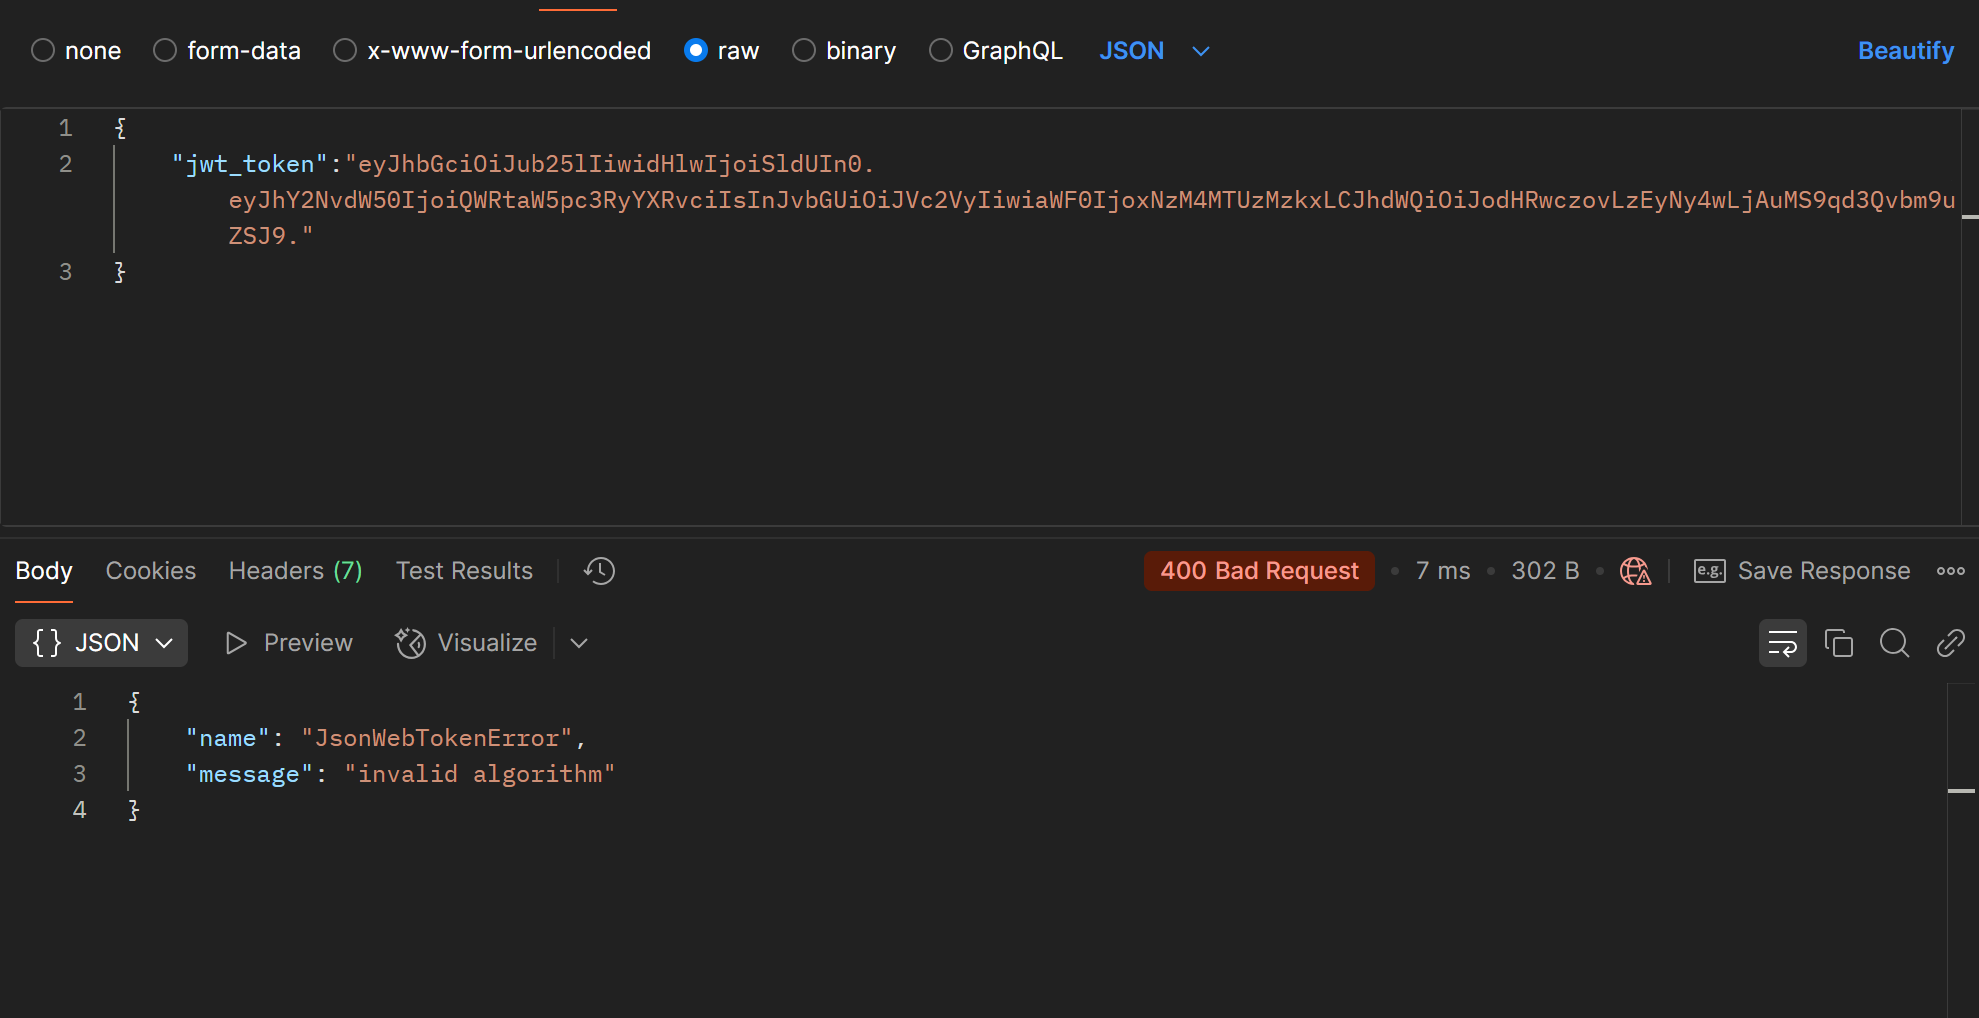 none form-data x-www-form-urlencoded raw binary GraphQL JSON Beautify
1 {
2 "jwt_token":"eyJhbGciOiJub25lIiwidHlwIjoiSldUIn0.
eyJhY2NvdW50IjoiQWRtaW5pc3RyYXRvciIsInJvbGUiOiJVc2VyIiwiaWF0IjoxNzM4MTUzMzkxLCJhdWQiOiJodHRwczovLzEyNy4wLjAuMS9qd3Qvbm9u
ZSJ9."
3 }
Body Cookies Headers (7) Test Results 400 Bad Request • 7 ms • 302 B • e.g. Save Response
{} JSON Preview Visualize
1 {
2 "name": "JsonWebTokenError",
3 "message": "invalid algorithm"
4 }